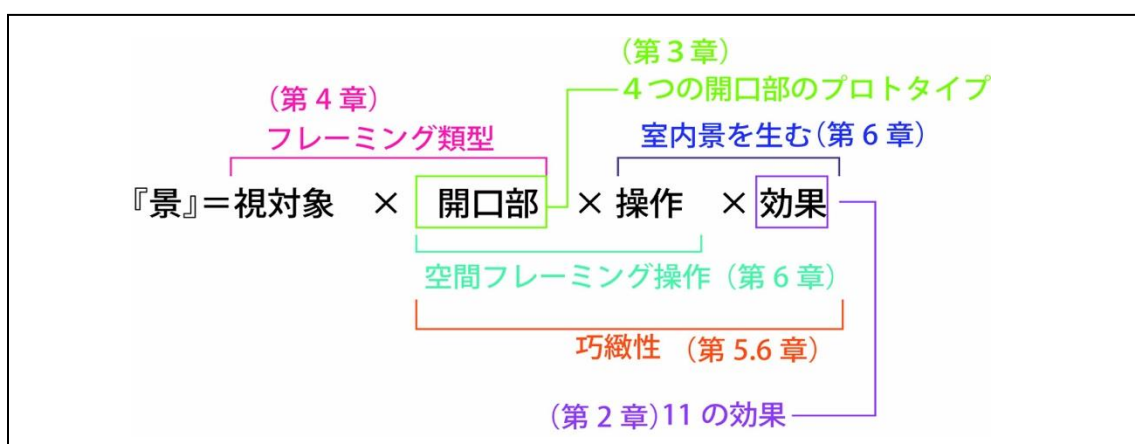 (第3章)
4つの開口部のプロトタイプ
(第4章)
フレーミング類型
室内景を生む(第6章)
『景』＝視対象 × 開口部 × 操作 × 効果
空間フレーミング操作 (第6章)
巧緻性 (第5.6章)
(第2章)11の効果